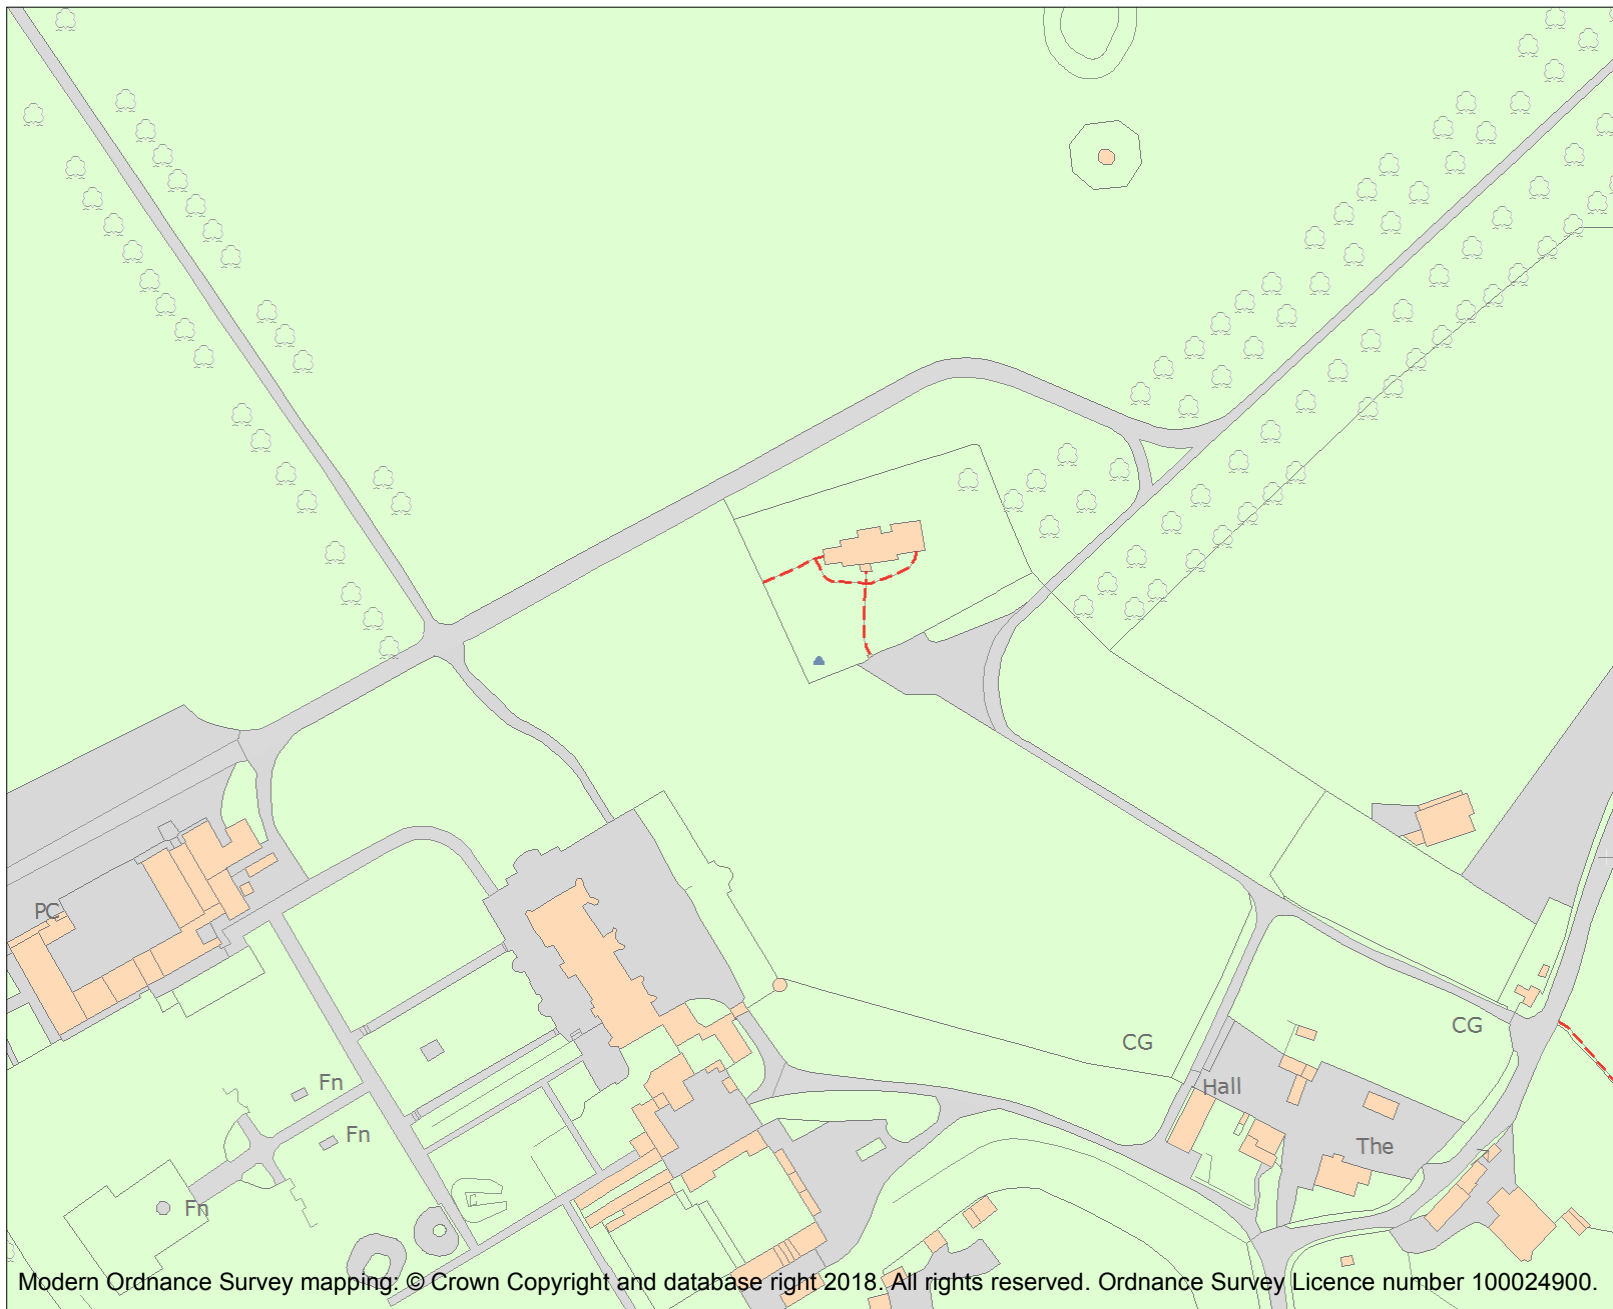 PC
CG
CG
Fn
Hall
Fn
The
Fn
Modern Ordnance Survey mapping: © Crown Copyright and database right 2018. All rights reserved. Ordnance Survey Licence number 100024900.